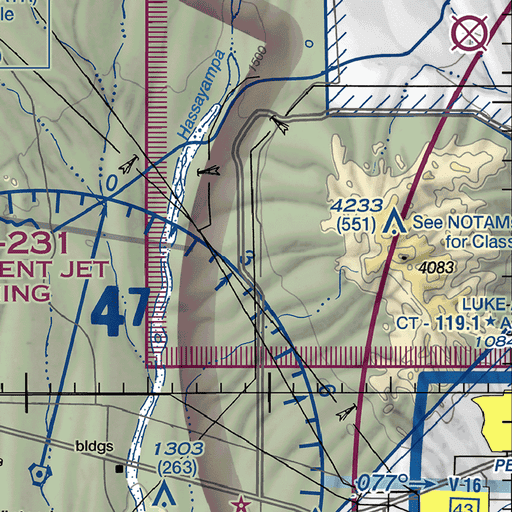 le
Hassayampa
1500
4233
(551)
See NOTAMs
for Class
4083
-231
ENT JET
ING
47
LUKE
CT - 119.1 ★ A
1084
bldgs
1303
(263)
077°
V-16
PE
43